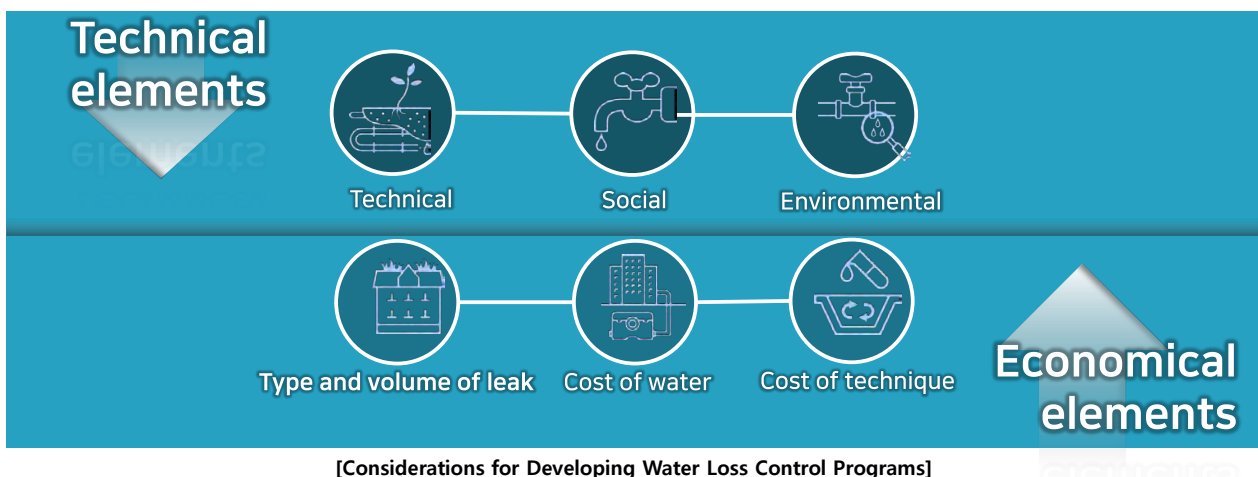 Technical
elements
Technical
Social
Environmental
Type and volume of leak
Cost of water
Cost of technique
Economical
elements
[Considerations for Developing Water Loss Control Programs]